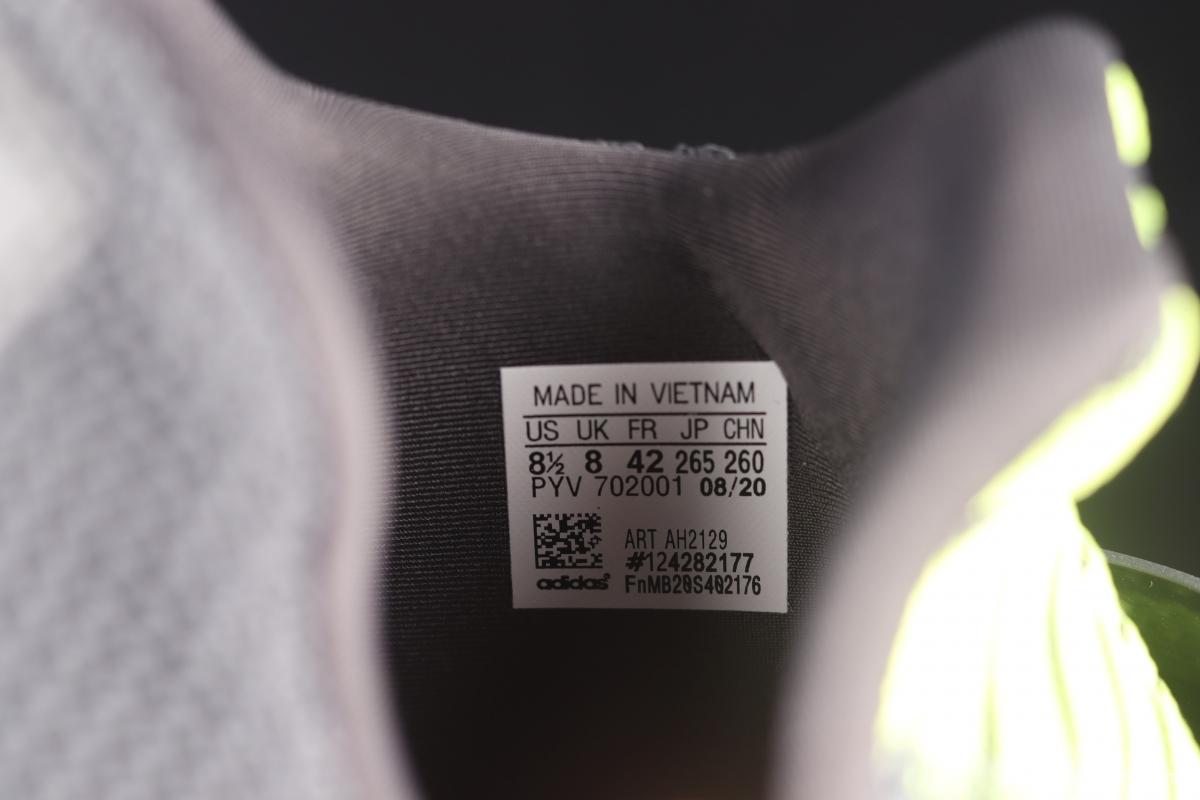 MADE IN VIETNAM
US UK FR JP CHN
8½ 8 42 265 260
PYV 702001 08/20
ART AH2129
#124282177
adidas FnMB20S402176